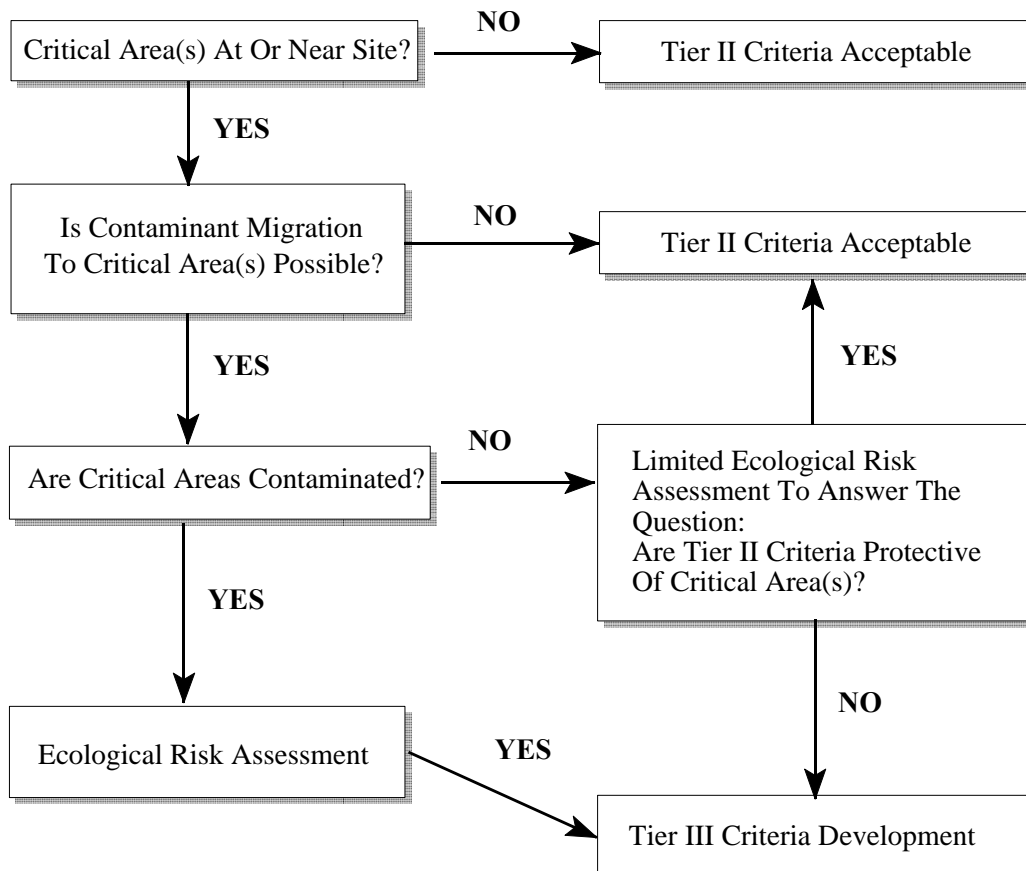 Critical Area(s) At Or Near Site?
NO
Tier II Criteria Acceptable
YES
Is Contaminant Migration
To Critical Area(s) Possible?
NO
Tier II Criteria Acceptable
YES
YES
Are Critical Areas Contaminated?
NO
Limited Ecological Risk
Assessment To Answer The
Question:
Are Tier II Criteria Protective
Of Critical Area(s)?
YES
NO
Ecological Risk Assessment
YES
Tier III Criteria Development